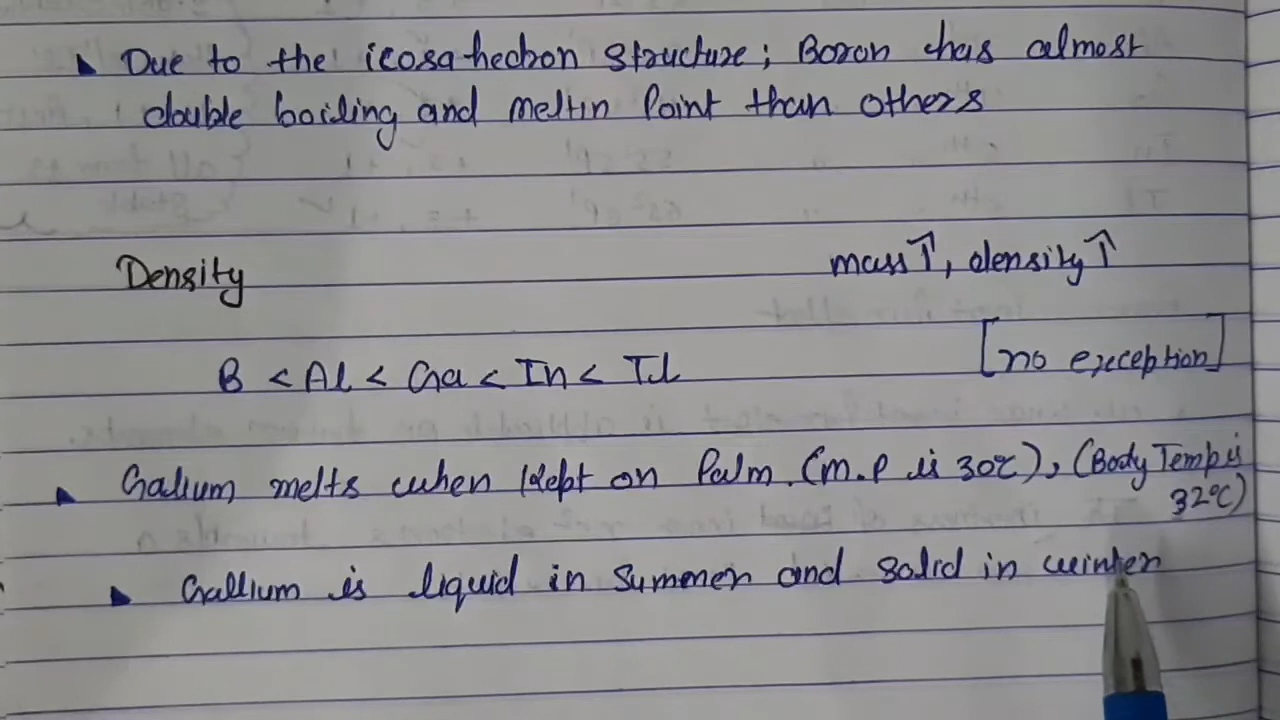 Due to the icosahedron structure; Boron has almost
double boiling and meltin Point than others
Density
mass↑, density↑
B < Al < Ga < In < Tl
[no exception]
Galium melts when kept on Palm. (m.p is 30℃), (Body Temp is
32°C)
Gallium is liquid in Summer and solid in winter